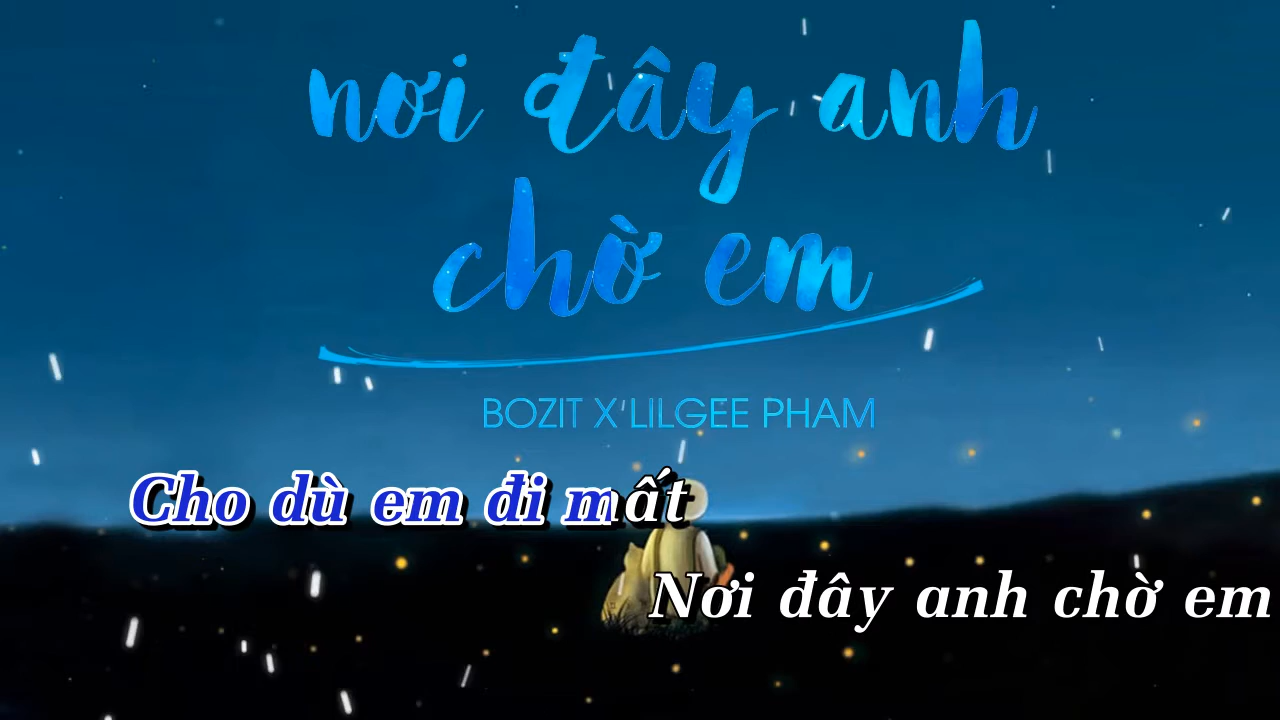 nơi đây anh
chờ em
BOZIT X LILGEE PHAM
Cho dù em đi mất
Nơi đây anh chờ em